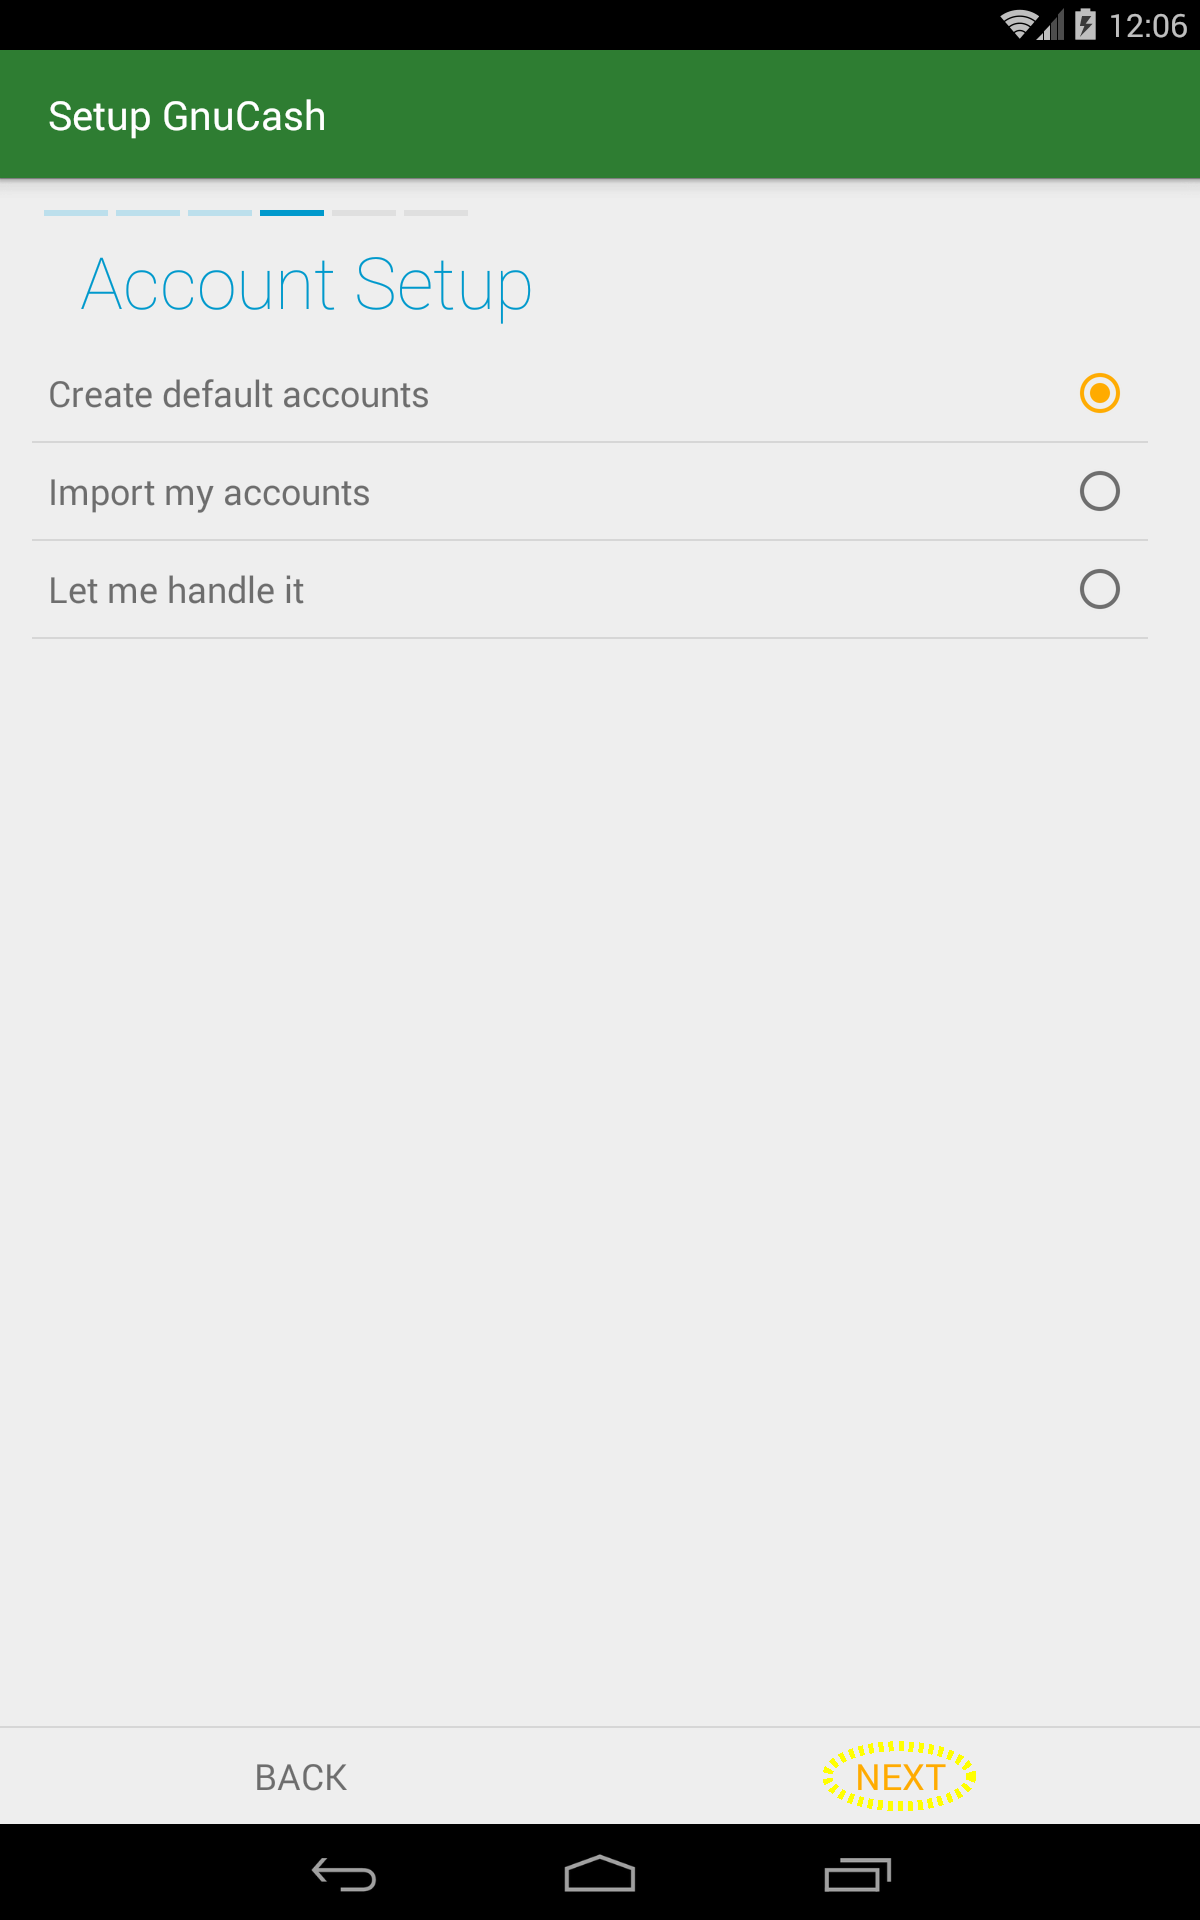 12:06
Setup GnuCash
Account Setup
Create default accounts
Import my accounts
Let me handle it
BACK NEXT